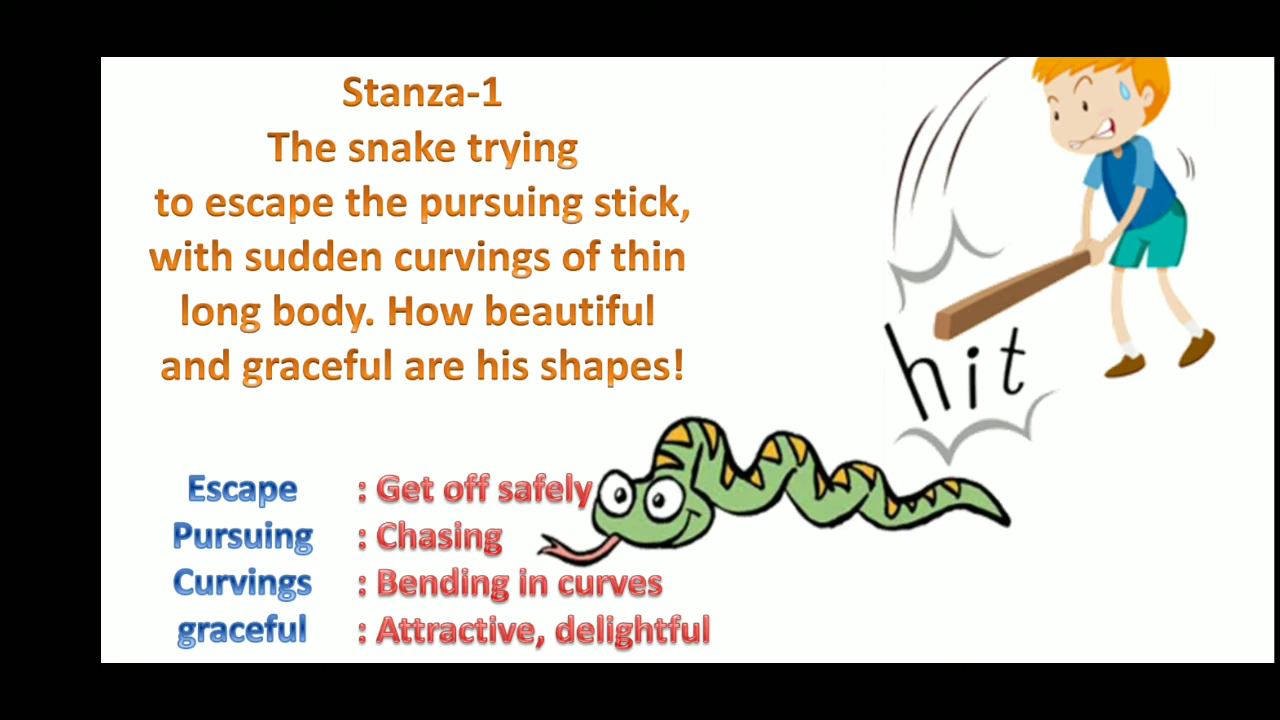 Stanza-1
The snake trying
to escape the pursuing stick,
with sudden curvings of thin
long body. How beautiful
and graceful are his shapes!
hit
Escape : Get off safely
Pursuing : Chasing
Curvings : Bending in curves
graceful : Attractive, delightful